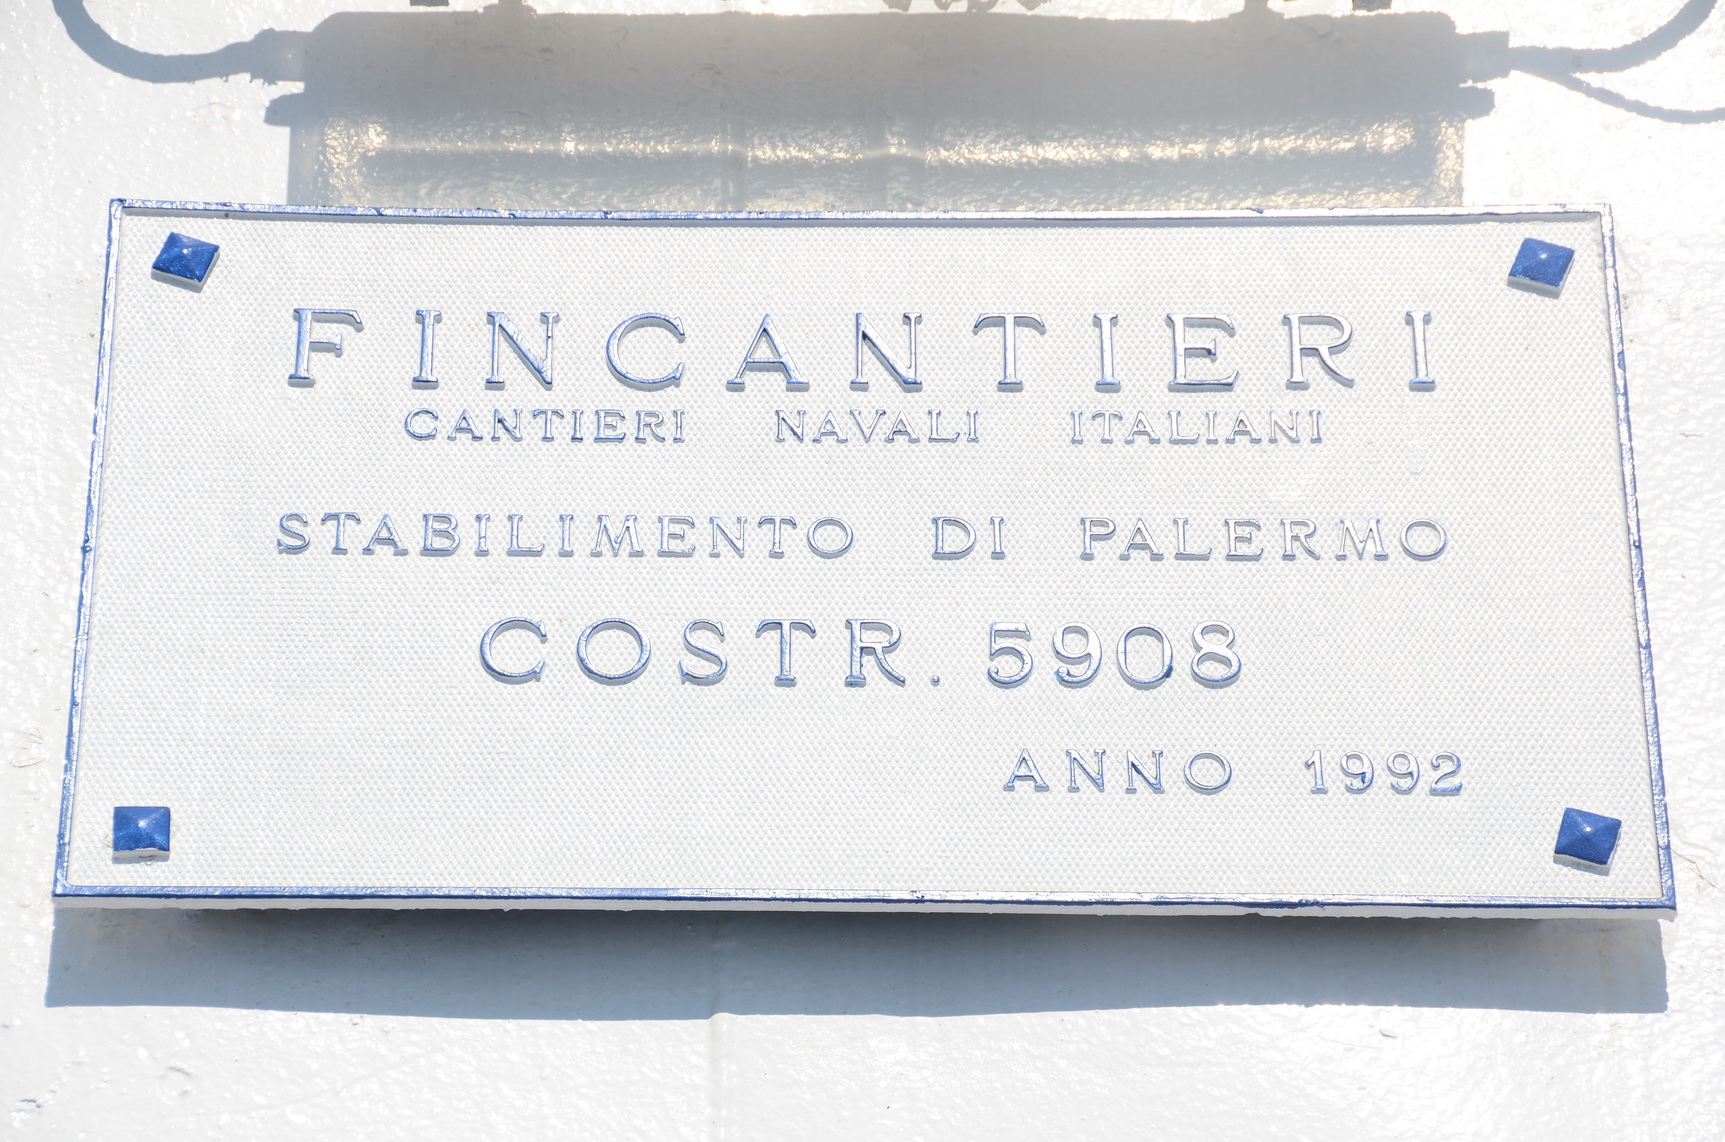 FINCANTIERI
CANTIERI NAVALI ITALIANI
STABILIMENTO DI PALERMO
COSTR. 5908
ANNO 1992